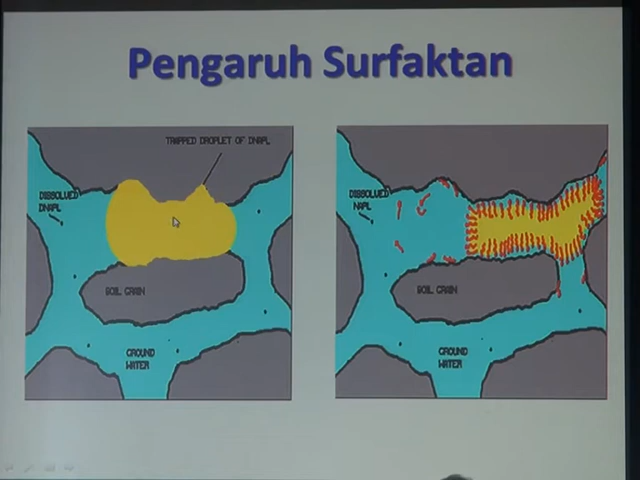 Pengaruh Surfaktan
TRAPPED DROPLET OF DNAPL
DISSOLVED
DNAPL
SOIL GRAIN
GROUND
WATER
DISSOLVED
NAPL
SOIL GRAIN
GROUND
WATER